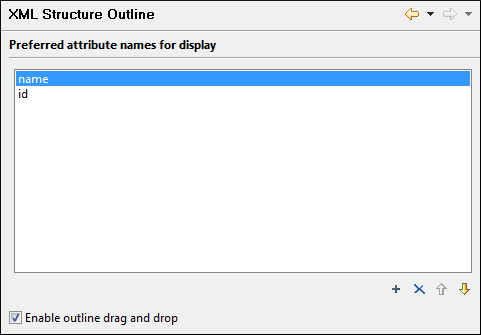 XML Structure Outline
Preferred attribute names for display
name
id
Enable outline drag and drop